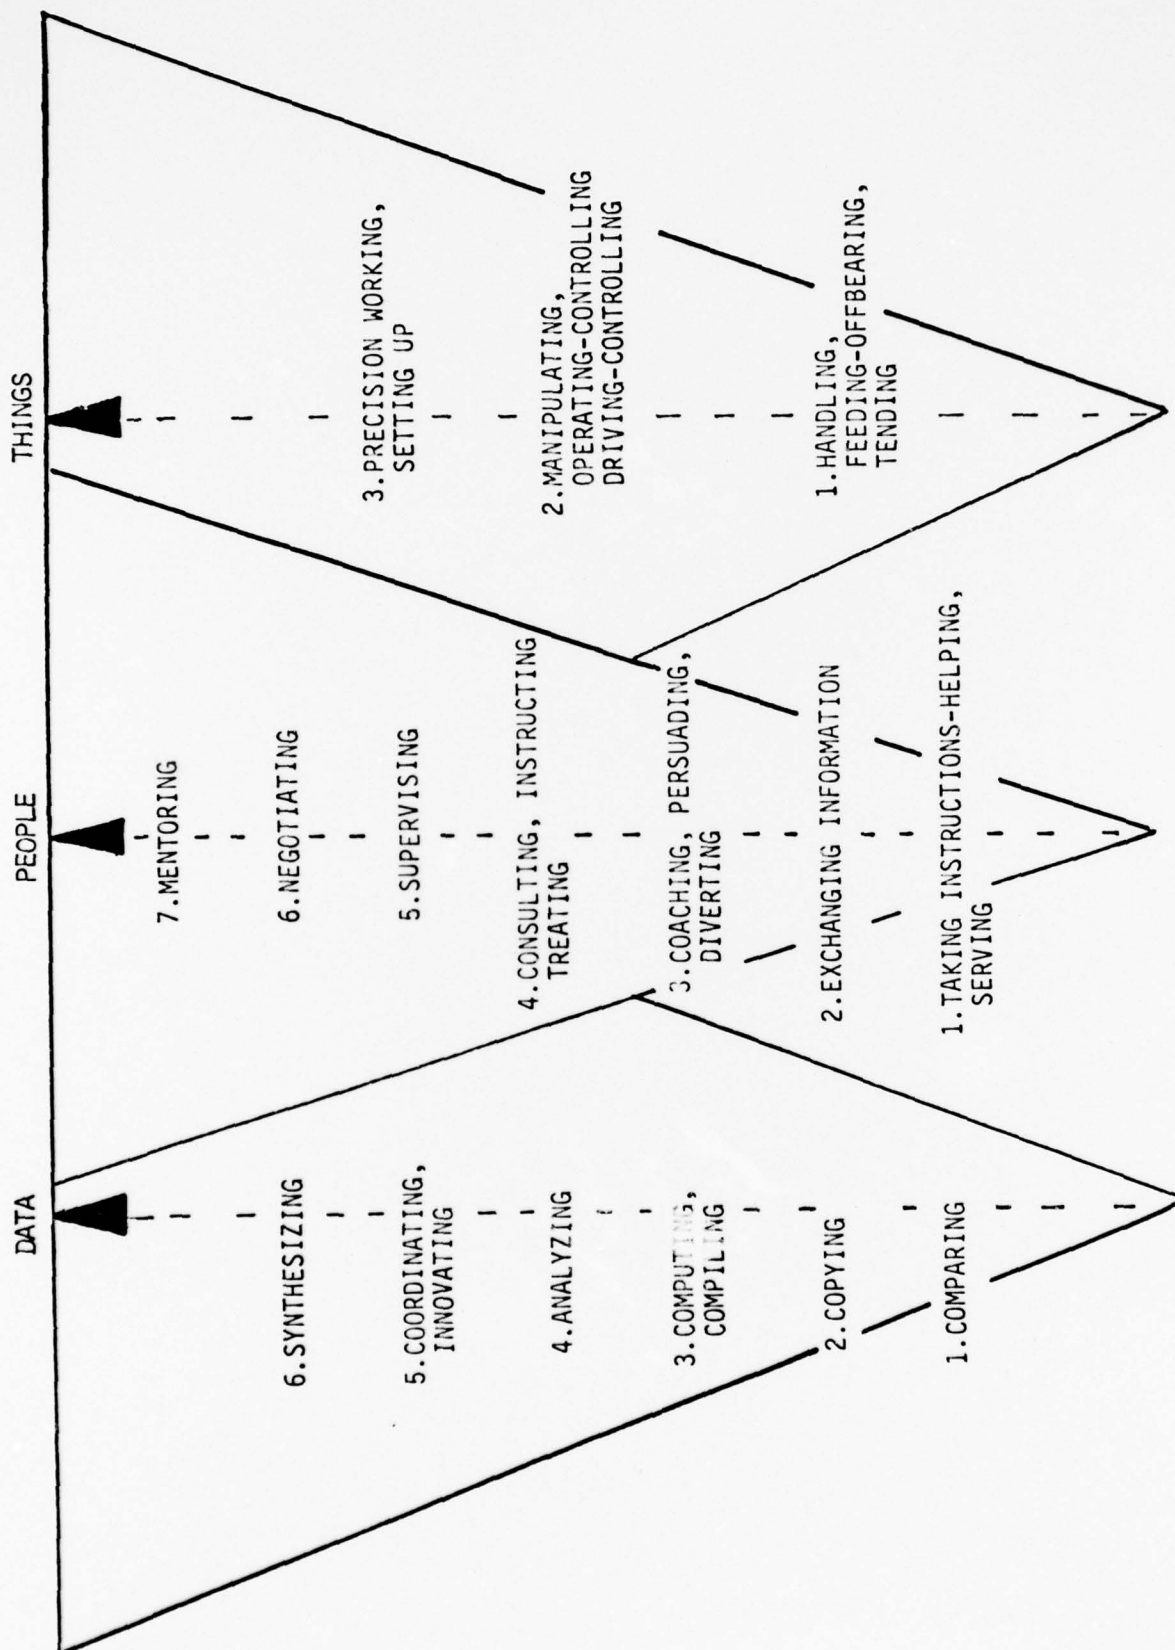 DATA
6.SYNTHESIZING
5.COORDINATING,
INNOVATING
4.ANALYZING
3.COMPUTING,
COMPILING
2.COPYING
1.COMPARING
PEOPLE
7.MENTORING
6.NEGOTIATING
5.SUPERVISING
4.CONSULTING, INSTRUCTING
TREATING
3.COACHING, PERSUADING,
DIVERTING
2.EXCHANGING INFORMATION
1.TAKING INSTRUCTIONS-HELPING,
SERVING
THINGS
3.PRECISION WORKING,
SETTING UP
2.MANIPULATING,
OPERATING-CONTROLLING
DRIVING-CONTROLLING
1.HANDLING,
FEEDING-OFFBEARING,
TENDING